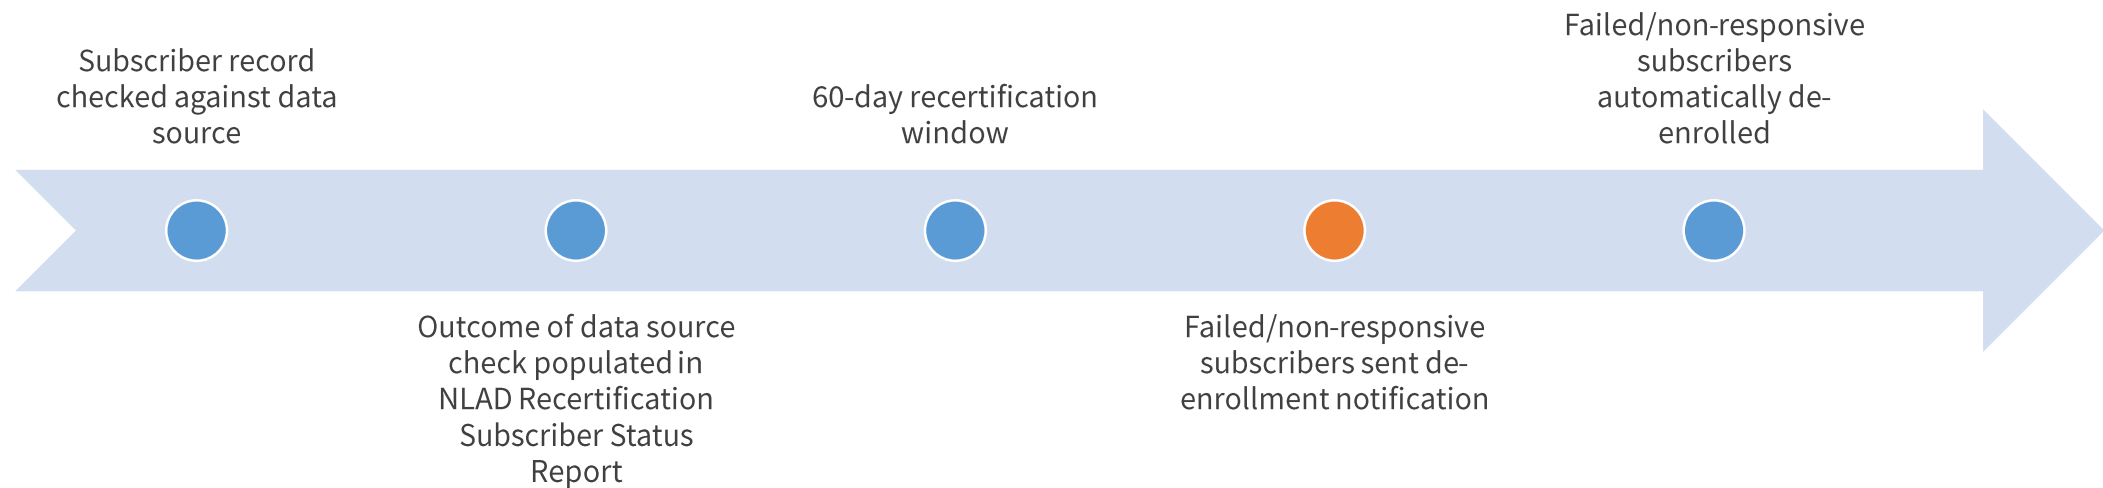 Subscriber record
checked against data
source
Outcome of data source
check populated in
NLAD Recertification
Subscriber Status
Report
60-day recertification
window
Failed/non-responsive
subscribers sent de-
enrollment notification
Failed/non-responsive
subscribers
automatically de-
enrolled